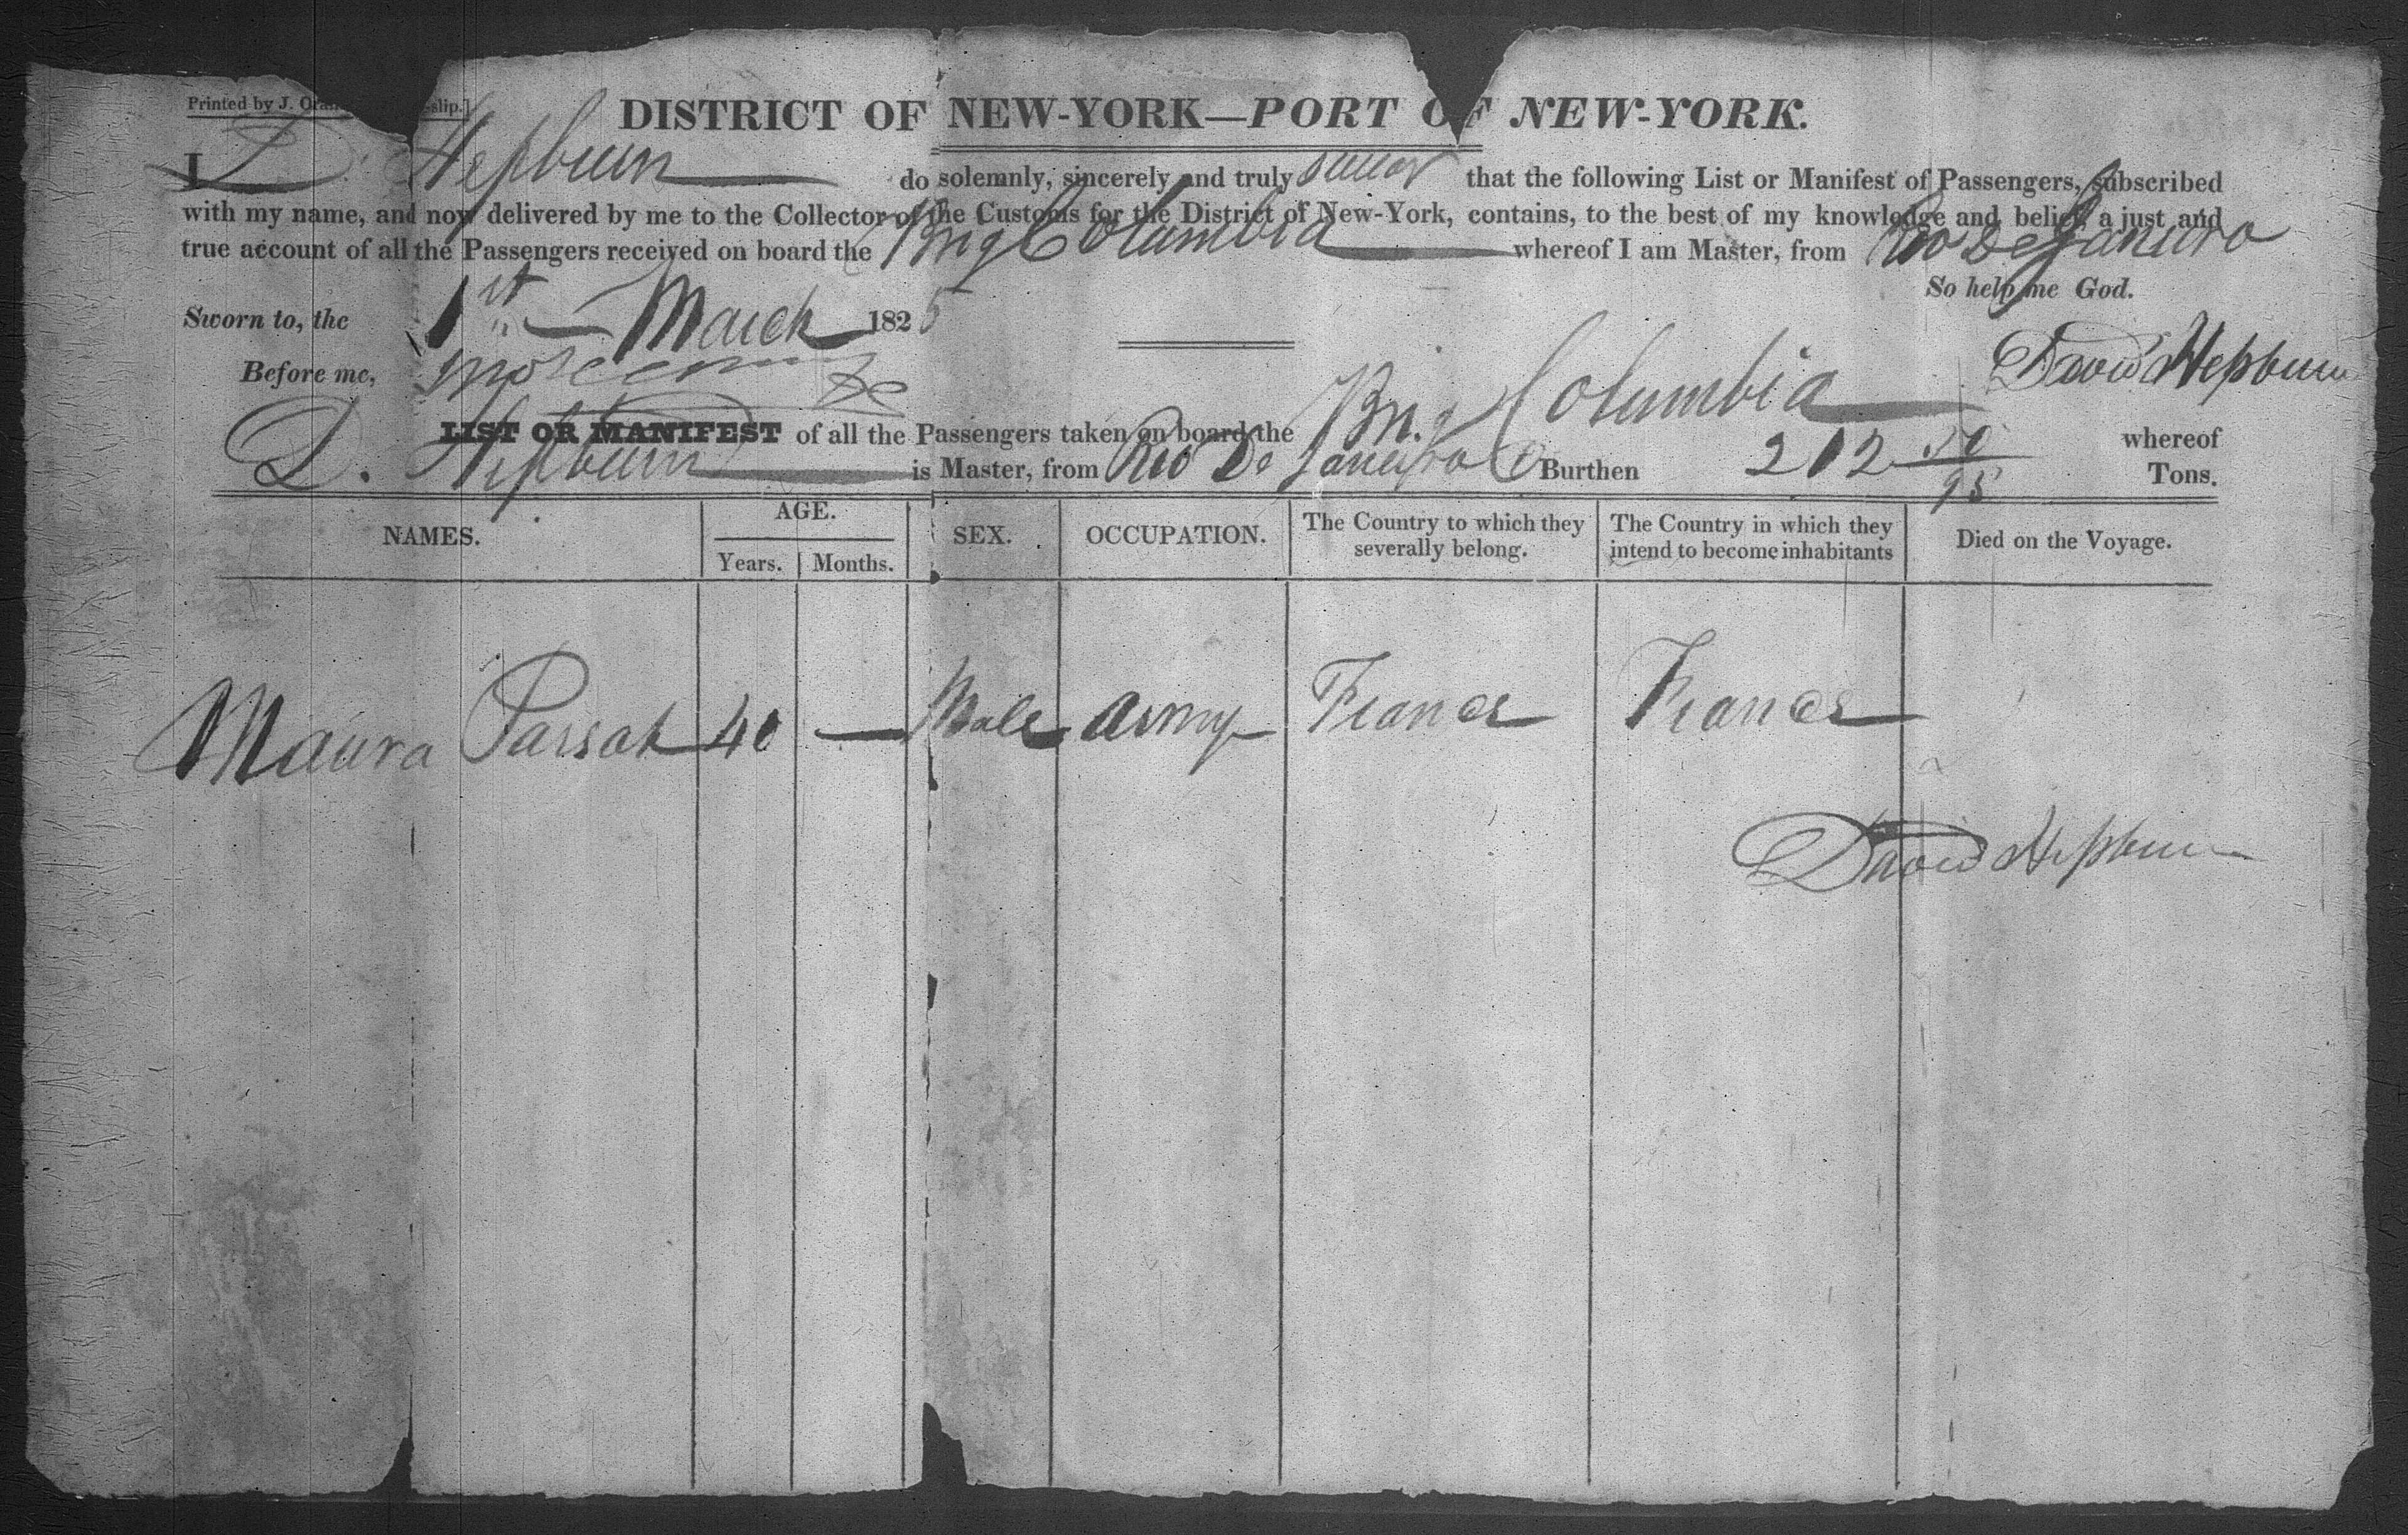 Printed by J. slip.]
DISTRICT OF NEW-YORK—PORT OF NEW-YORK.
I D. Hepburn do solemnly, sincerely and truly swear that the following List or Manifest of Passengers, subscribed
with my name, and now delivered by me to the Collector of the Customs for the District of New-York, contains, to the best of my knowledge and belief, a just and
true account of all the Passengers received on board the Brig Columbia whereof I am Master, from Rio De Janeiro
So help me God.
Sworn to, the 1st March 1825
David Hepburn
Before me,
LIST OR MANIFEST of all the Passengers taken on board the Brig Columbia whereof
D. Hepburn is Master, from Rio De Janeiro Burthen 212 50/95 Tons.
NAMES. AGE. SEX. OCCUPATION. The Country to which they severally belong. The Country in which they intend to become inhabitants Died on the Voyage.
Years. Months.
Maura Passak 40 — Male Army France France
David Hepburn